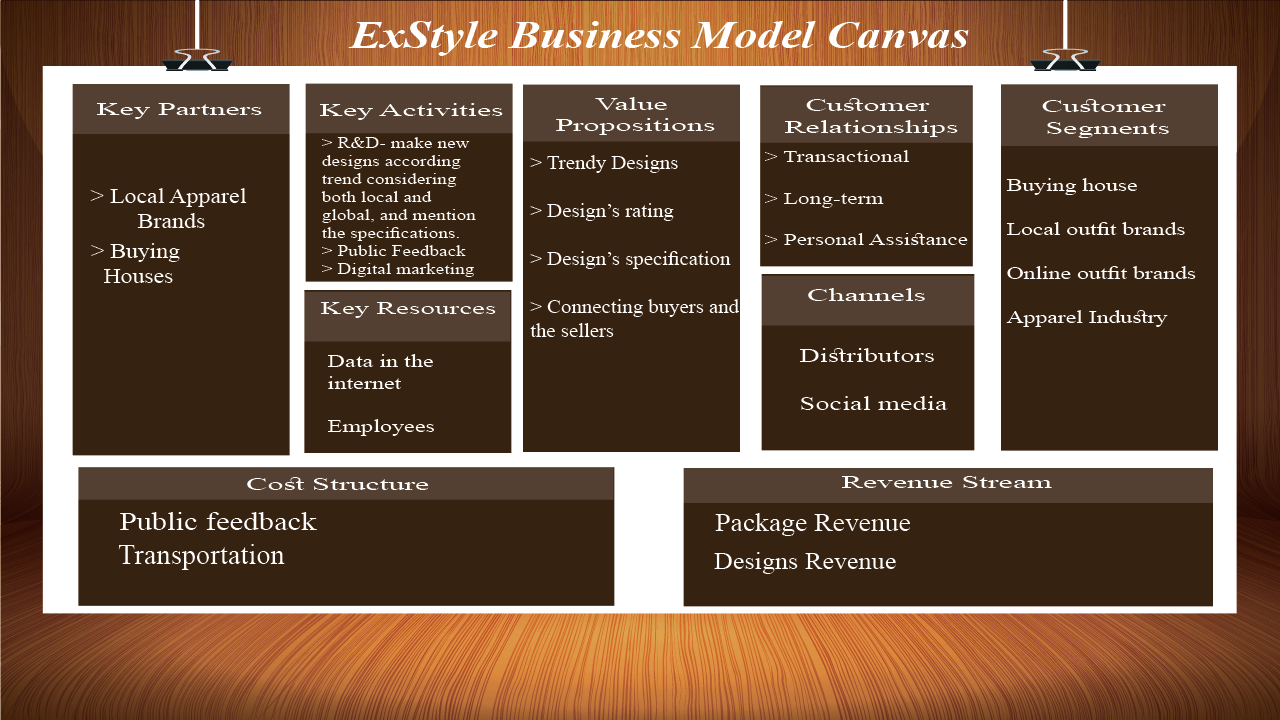 ExStyle Business Model Canvas
Key Partners
> Local Apparel
Brands
> Buying
Houses
Key Activities
> R&D- make new
designs according
trend considering
both local and
global, and mention
the specifications.
> Public Feedback
> Digital marketing
Key Resources
Data in the
internet
Employees
Value
Propositions
> Trendy Designs
> Design’s rating
> Design’s specification
> Connecting buyers and
the sellers
Customer
Relationships
> Transactional
> Long-term
> Personal Assistance
Channels
Distributors
Social media
Customer
Segments
Buying house
Local outfit brands
Online outfit brands
Apparel Industry
Cost Structure
Public feedback
Transportation
Revenue Stream
Package Revenue
Designs Revenue